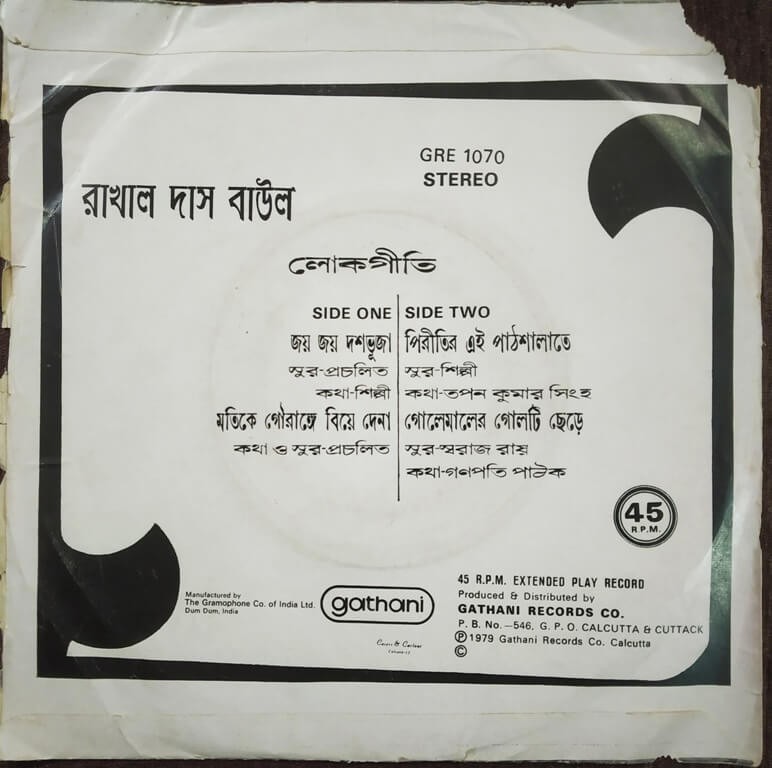 GRE 1070
STEREO
রাখাল দাস বাউল
লোকগীতি
SIDE ONE
জয় জয় দশভূজা
সুর-প্রচলিত
কথা-শিল্পী
মতিকে গৌরাঙ্গে বিয়ে দেনা
কথা ও সুর-প্রচলিত
SIDE TWO
পিরীতির এই পাঠশালাতে
সুর-শিল্পী
কথা-তপন কুমার সিংহ
গোলেমালের গোলটি ছেড়ে
সুর-স্বরাজ রায়
কথা-গনপতি পাঠক
45
R.P.M.
Manufactured by
The Gramophone Co. of India Ltd.
Dum Dum, India
gathani
45 R.P.M. EXTENDED PLAY RECORD
Produced & Distributed by
GATHANI RECORDS CO.
P. B. No.—546, G. P. O. CALCUTTA & CUTTACK
Ⓟ 1979 Gathani Records Co. Calcutta
©